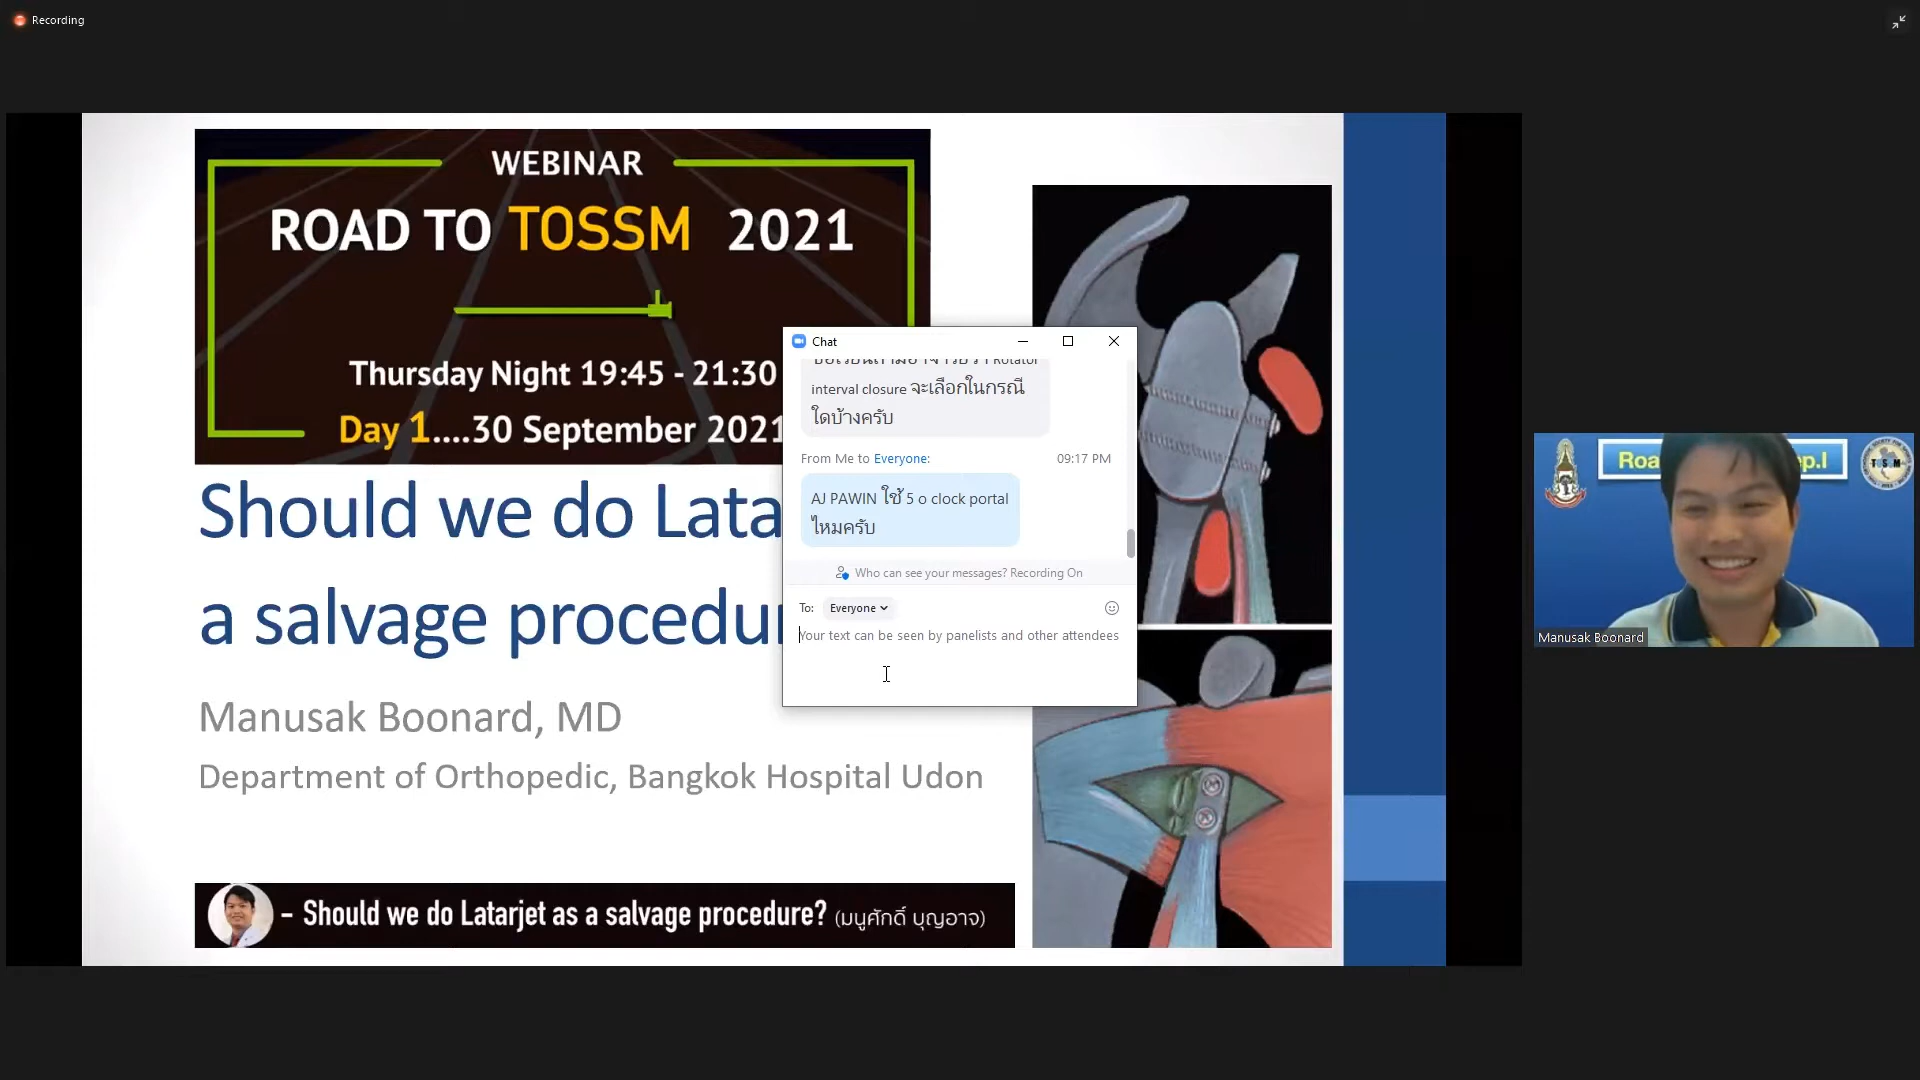 Recording
WEBINAR
ROAD TO TOSSM 2021
Thursday Night 19:45 - 21:30
Day 1....30 September 2021
Should we do Latar
a salvage procedur
Manusak Boonard, MD
Department of Orthopedic, Bangkok Hospital Udon
- Should we do Latarjet as a salvage procedure? (มนูศักดิ์ บุญอาจ)
Chat
Rotator
interval closure จะเลือกในกรณี
ใดบ้างครับ
From Me to Everyone:
09:17 PM
AJ PAWIN ใช้ 5 o clock portal
ไหมครับ
Who can see your messages? Recording On
To: Everyone
Your text can be seen by panelists and other attendees
Roa
p.I
Manusak Boonard